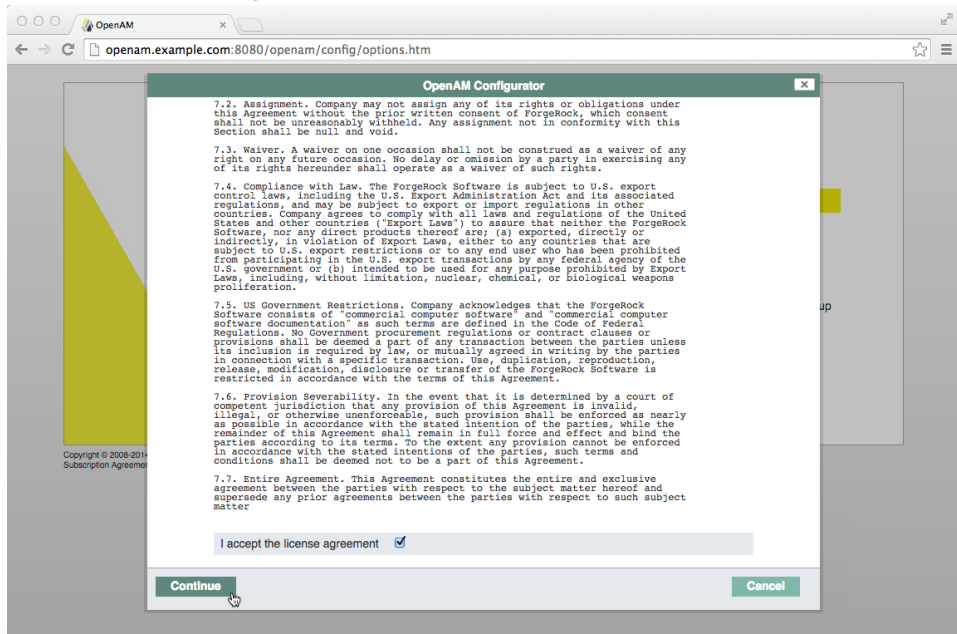 OpenAM
openam.example.com:8080/openam/config/options.htm
OpenAM Configurator
7.2. Assignment. Company may not assign any of its rights or obligations under
this Agreement without the prior written consent of ForgeRock, which consent
shall not be unreasonably withheld. Any assignment not in conformity with this
Section shall be null and void.
7.3. Waiver. A waiver on one occasion shall not be construed as a waiver of any
right on any future occasion. No delay or omission by a party in exercising any
of its rights hereunder shall operate as a waiver of such rights.
7.4. Compliance with Law. The ForgeRock Software is subject to U.S. export
control laws, including the U.S. Export Administration Act and its associated
regulations, and may be subject to export or import regulations in other
countries. Company agrees to comply with all laws and regulations of the United
States and other countries ("Export Laws") to assure that neither the ForgeRock
Software, nor any direct products thereof are; (a) exported, directly or
indirectly, in violation of Export Laws, either to any countries that are
subject to U.S. export restrictions or to any end user who has been prohibited
from participating in the U.S. export transactions by any federal agency of the
U.S. government or (b) intended to be used for any purpose prohibited by Export
Laws, including, without limitation, nuclear, chemical, or biological weapons
proliferation.
7.5. US Government Restrictions. Company acknowledges that the ForgeRock
Software consists of "commercial computer software" and "commercial computer
software documentation" as such terms are defined in the Code of Federal
Regulations. No Government procurement regulations or contract clauses or
provisions shall be deemed a part of any transaction between the parties unless
its inclusion is required by law, or mutually agreed in writing by the parties
in connection with a specific transaction. Use, duplication, reproduction,
release, modification, disclosure or transfer of the ForgeRock Software is
restricted in accordance with the terms of this Agreement.
7.6. Provision Severability. In the event that it is determined by a court of
competent jurisdiction that any provision of this Agreement is invalid,
illegal, or otherwise unenforceable, such provision shall be enforced as nearly
as possible in accordance with the stated intention of the parties, while the
remainder of this Agreement shall remain in full force and effect and bind the
parties according to its terms. To the extent any provision cannot be enforced
in accordance with the stated intentions of the parties, such terms and
conditions shall be deemed not to be a part of this Agreement.
7.7. Entire Agreement. This Agreement constitutes the entire and exclusive
agreement between the parties with respect to the subject matter hereof and
supersede any prior agreements between the parties with respect to such subject
matter
up
Copyright © 2008-2014
Subscription Agreemen
I accept the license agreement
Continue
Cancel